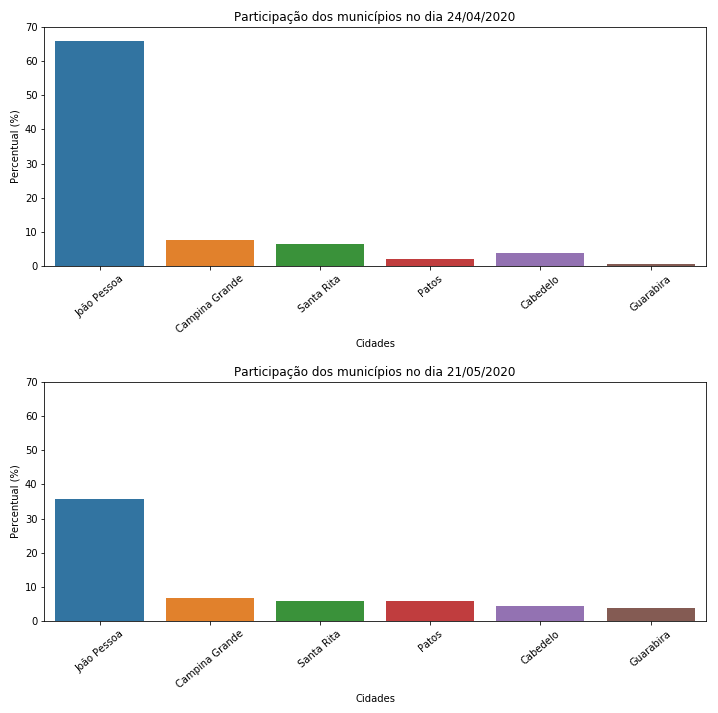 Participação dos municípios no dia 24/04/2020
70
60
50
40
30
20
10
0
Percentual (%)
João Pessoa
Campina Grande
Santa Rita
Patos
Cabedelo
Guarabira
Cidades
Participação dos municípios no dia 21/05/2020
70
60
50
40
30
20
10
0
Percentual (%)
João Pessoa
Campina Grande
Santa Rita
Patos
Cabedelo
Guarabira
Cidades